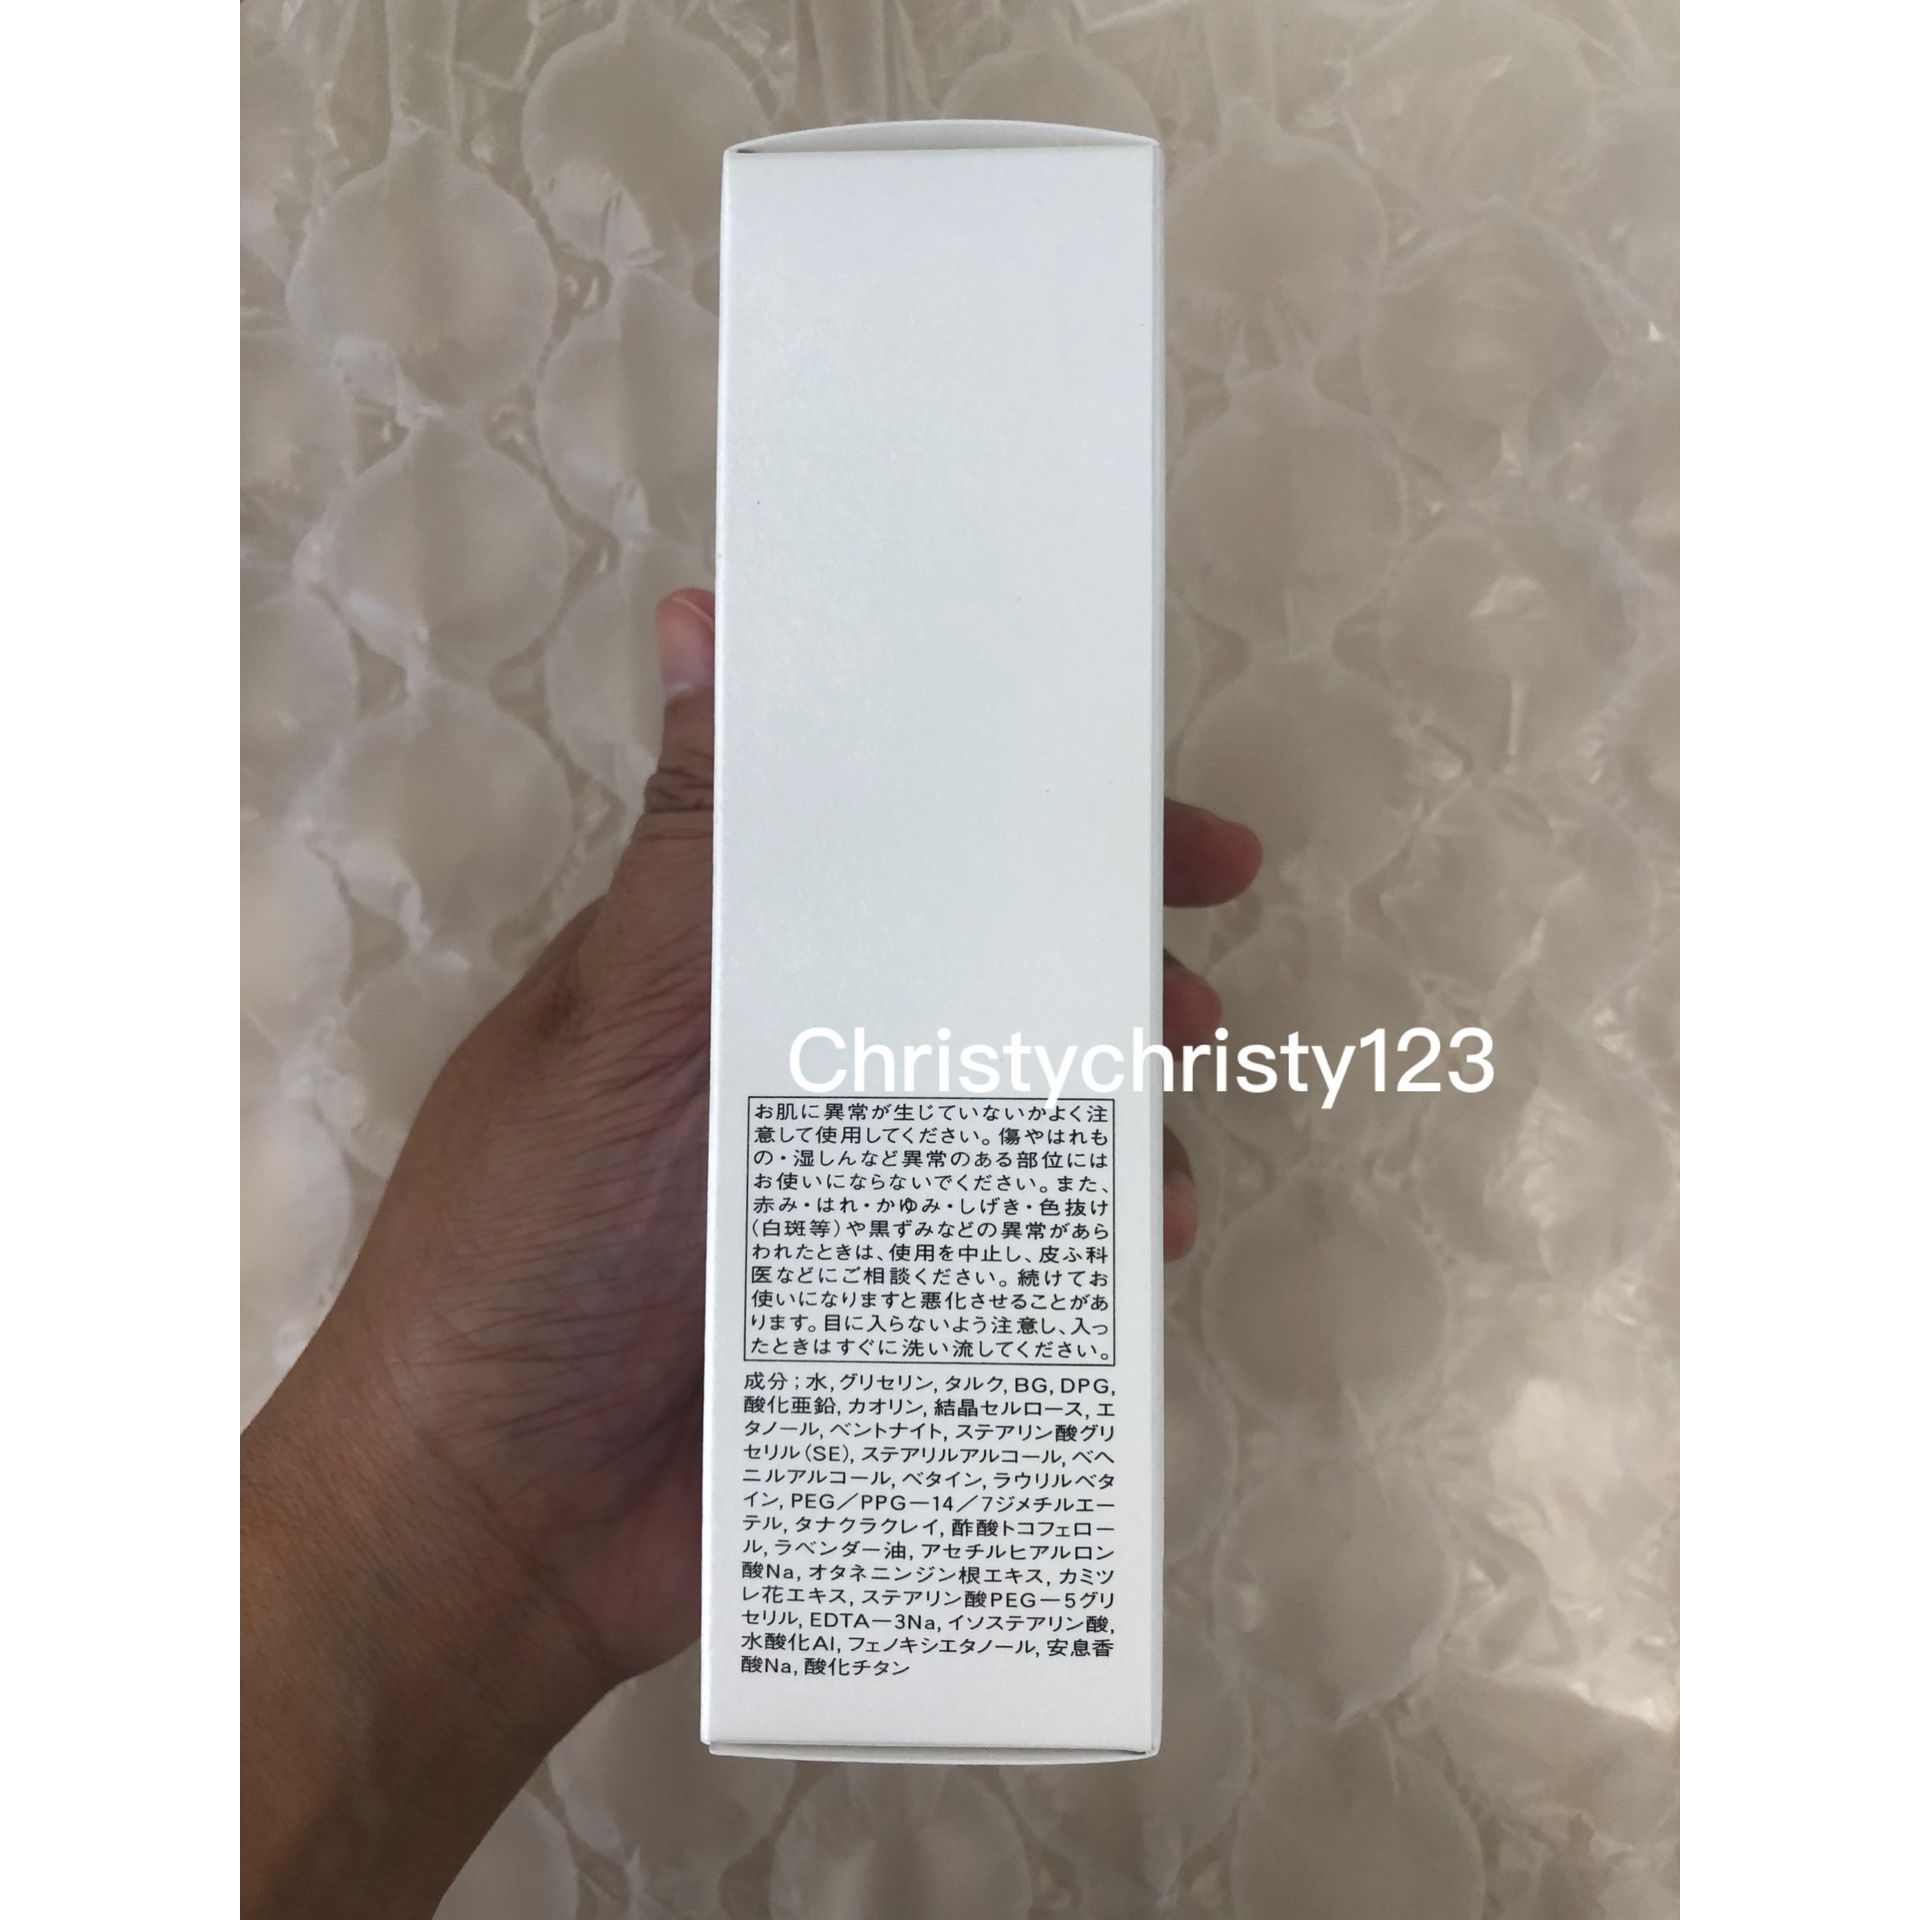 Christychristy123
お肌に異常が生じていないかよく注
意して使用してください。傷やはれも
の・湿しんなど異常のある部位には
お使いにならないでください。また、
赤み・はれ・かゆみ・しげき・色抜け
(白斑等)や黒ずみなどの異常があら
われたときは、使用を中止し、皮ふ科
医などにご相談ください。続けてお
使いになりますと悪化させることがあ
ります。目に入らないよう注意し、入っ
たときはすぐに洗い流してください。
成分;水,グリセリン,タルク,BG,DPG,
酸化亜鉛,カオリン,結晶セルロース,エ
タノール,ベントナイト,ステアリン酸グリ
セリル(SE),ステアリルアルコール,ベヘ
ニルアルコール,ベタイン,ラウリルベタ
イン,PEG/PPG-14/7ジメチルエー
テル,タナクラクレイ,酢酸トコフェロー
ル,ラベンダー油,アセチルヒアルロン
酸Na,オタネニンジン根エキス,カミツ
レ花エキス,ステアリン酸PEG-5グリ
セリル,EDTA-3Na,イソステアリン酸,
水酸化Al,フェノキシエタノール,安息香
酸Na,酸化チタン